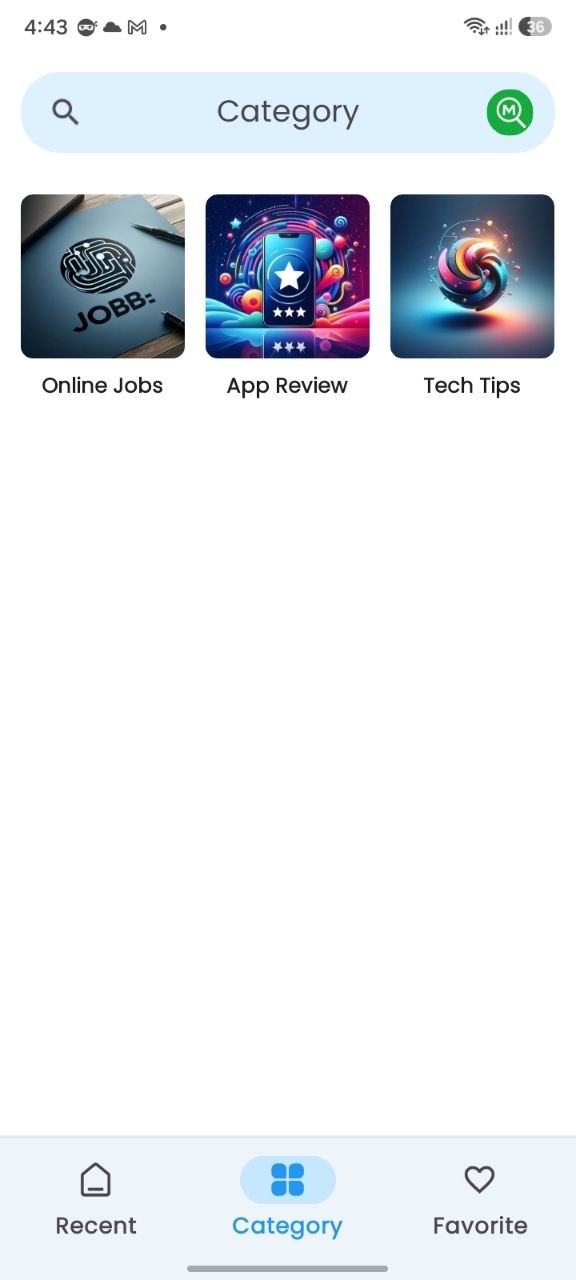 4:43
36
Category
M
JOBB:
Online Jobs
App Review
Tech Tips
Recent
Category
Favorite